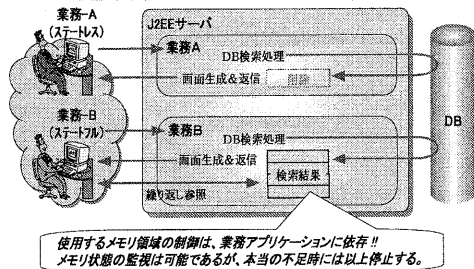 業務-A
(ステートレス)
J2EEサーバ
業務A
DB検索処理
画面生成&返信
削除
業務-B
(ステートフル)
業務B
DB検索処理
画面生成&返信
検索結果
繰り返し参照
DB
使用するメモリ領域の制御は、業務アプリケーションに依存!!
メモリ状態の監視は可能であるが、本当の不足時には以上停止する。